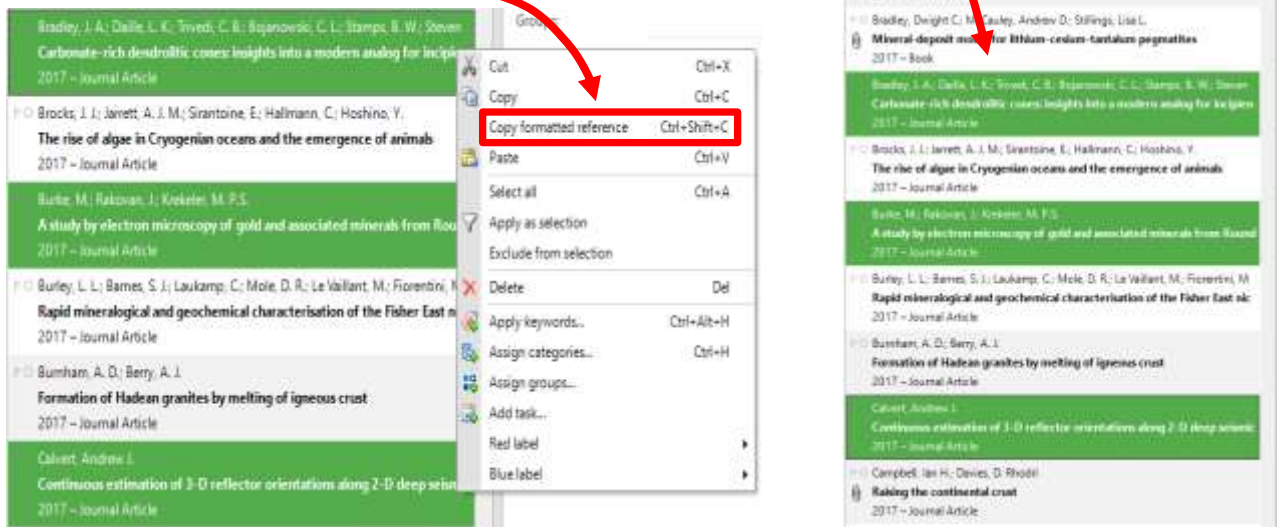 Bradley, J. A.; Daille, L. K.; Trivedi, C. B.; Bojanowski, C. L.; Stamps, B. W.; Steven
Carbonate-rich dendrolitic cones: insights into a modern analog for incipie
2017 – Journal Article
Brocks, J. J.; Jarrett, A. J. M.; Sirantoine, E.; Hallmann, C.; Hoshino, Y.
The rise of algae in Cryogenian oceans and the emergence of animals
2017 – Journal Article
Burke, M.; Rakovan, J.; Krekeler, M. P.S.
A study by electron microscopy of gold and associated minerals from Rou
2017 – Journal Article
Burley, L. L.; Barnes, S. J.; Laukamp, C.; Mole, D. R.; Le Vaillant, M.; Fiorentini,
Rapid mineralogical and geochemical characterisation of the Fisher East n
2017 – Journal Article
Burnham, A. D.; Berry, A. J.
Formation of Hadean granites by melting of igneous crust
2017 – Journal Article
Calvert, Andrew J.
Continuous estimation of 3-D reflector orientations along 2-D deep seism
2017 – Journal Article
Groups
Cut Ctrl+X
Copy Ctrl+C
Copy formatted reference Ctrl+Shift+C
Paste Ctrl+V
Select all Ctrl+A
Apply as selection
Exclude from selection
Delete Del
Apply keywords... Ctrl+Alt+H
Assign categories... Ctrl+H
Assign groups...
Add task...
Red label
Blue label
Bradley, Dwight C.; McCauley, Andrew D.; Stillings, Lisa L.
Mineral-deposit model for lithium-cesium-tantalum pegmatites
2017 – Book
Bradley, J. A.; Daille, L. K.; Trivedi, C. B.; Bojanowski, C. L.; Stamps, B. W.; Steven
Carbonate-rich dendrolitic cones: insights into a modern analog for incipien
2017 – Journal Article
Brocks, J. J.; Jarrett, A. J. M.; Sirantoine, E.; Hallmann, C.; Hoshino, Y.
The rise of algae in Cryogenian oceans and the emergence of animals
2017 – Journal Article
Burke, M.; Rakovan, J.; Krekeler, M. P.S.
A study by electron microscopy of gold and associated minerals from Round
2017 – Journal Article
Burley, L. L.; Barnes, S. J.; Laukamp, C.; Mole, D. R.; Le Vaillant, M.; Fiorentini, M
Rapid mineralogical and geochemical characterisation of the Fisher East nic
2017 – Journal Article
Burnham, A. D.; Berry, A. J.
Formation of Hadean granites by melting of igneous crust
2017 – Journal Article
Calvert, Andrew J.
Continuous estimation of 3-D reflector orientations along 2-D deep seismic
2017 – Journal Article
Campbell, Ian H.; Davies, D. Rhodri
Raising the continental crust
2017 – Journal Article